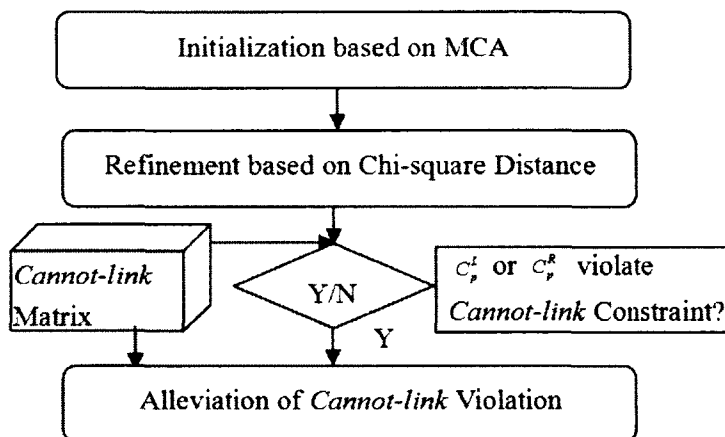 Initialization based on MCA
Refinement based on Chi-square Distance
Cannot-link
Matrix
Y/N
C_p^L or C_p^R violate
Cannot-link Constraint?
Y
Alleviation of Cannot-link Violation